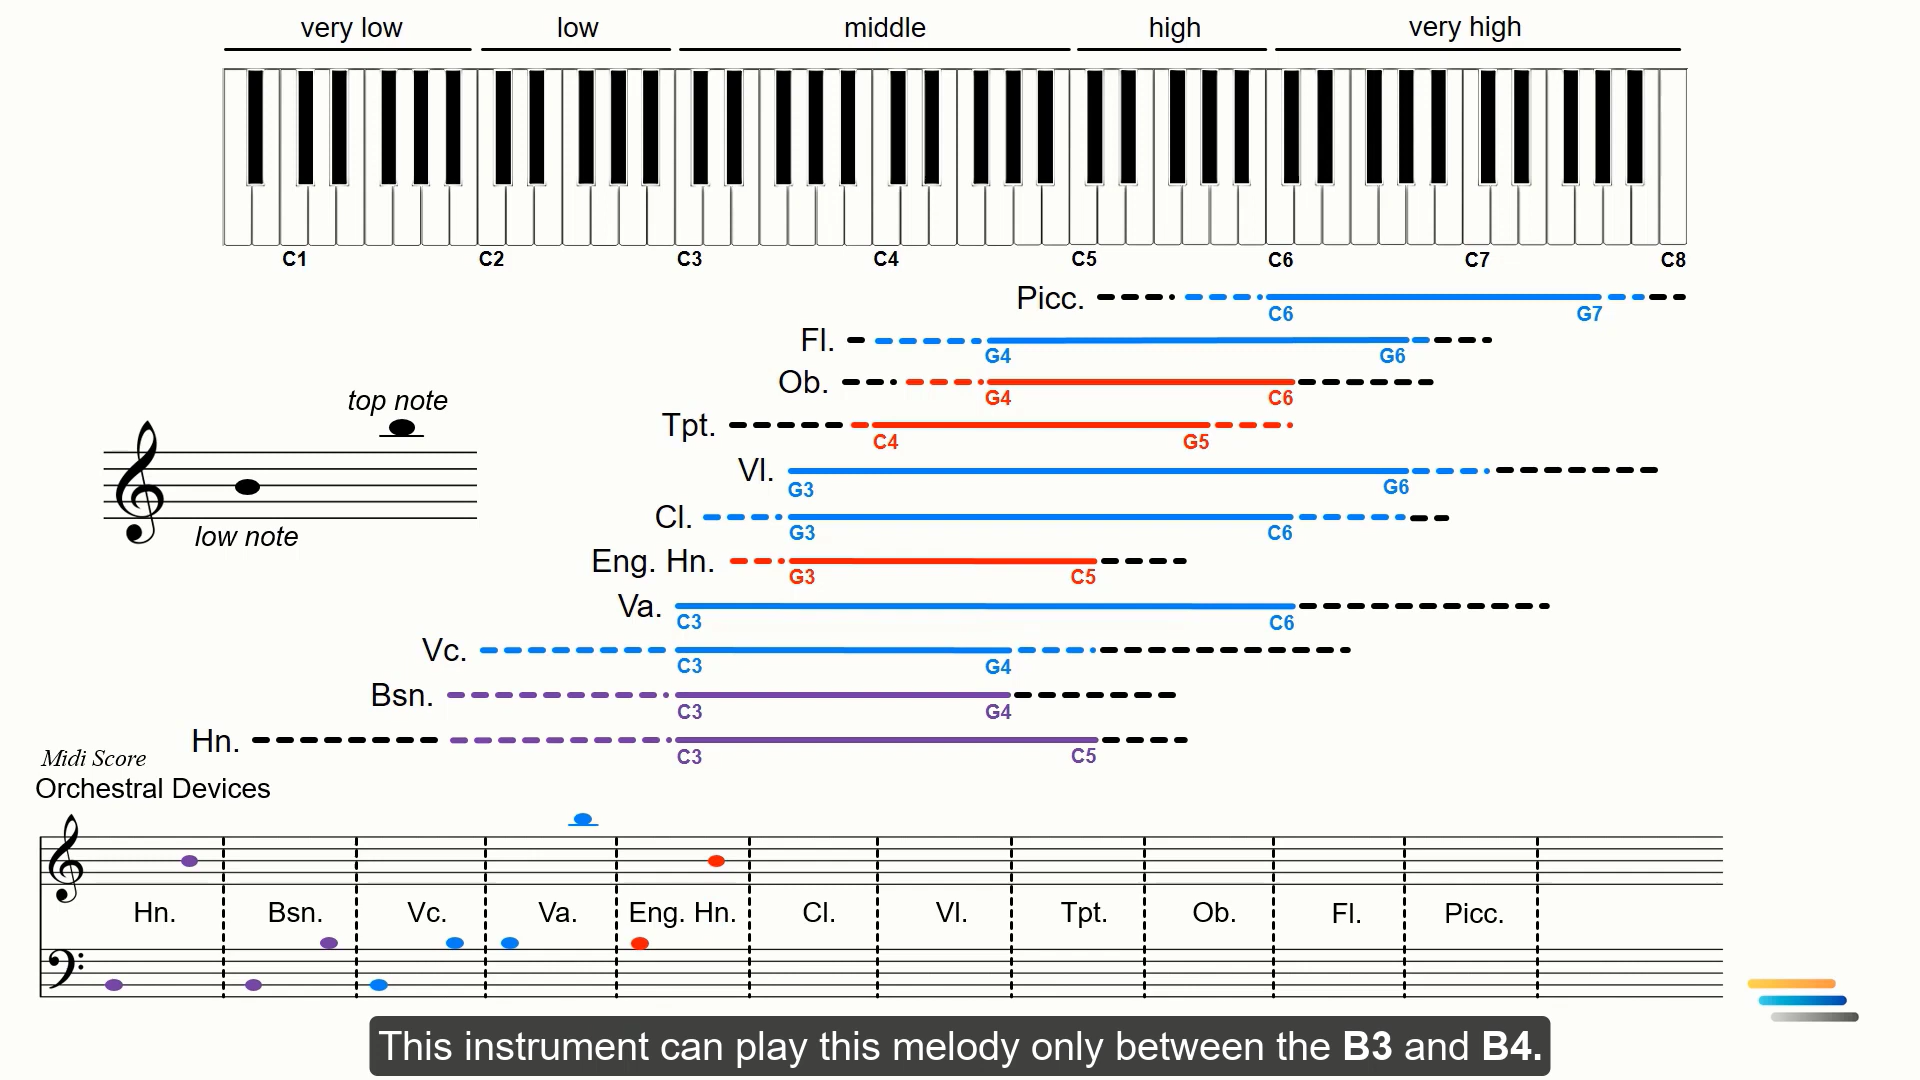 very low low middle high very high
C1 C2 C3 C4 C5 C6 C7 C8
Picc.
C6 G7
Fl.
G4 G6
Ob.
G4 C6
top note
Tpt.
C4 G5
Vl.
G3 G6
Cl.
G3 C6
low note
Eng. Hn.
G3 C5
Va.
C3 C6
Vc.
C3 G4
Bsn.
C3 G4
Hn.
C3 C5
Midi Score
Orchestral Devices
Hn. Bsn. Vc. Va. Eng. Hn. Cl. Vl. Tpt. Ob. Fl. Picc.
This instrument can play this melody only between the B3 and B4.